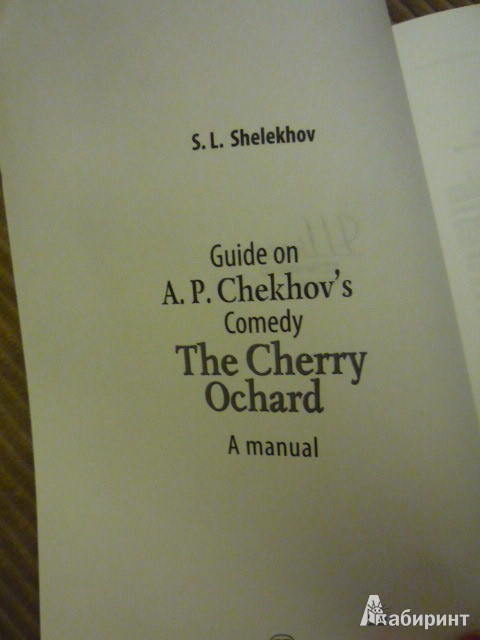 S. L. Shelekhov
Guide on
A. P. Chekhov's
Comedy
The Cherry
Ochard
A manual
Лабиринт